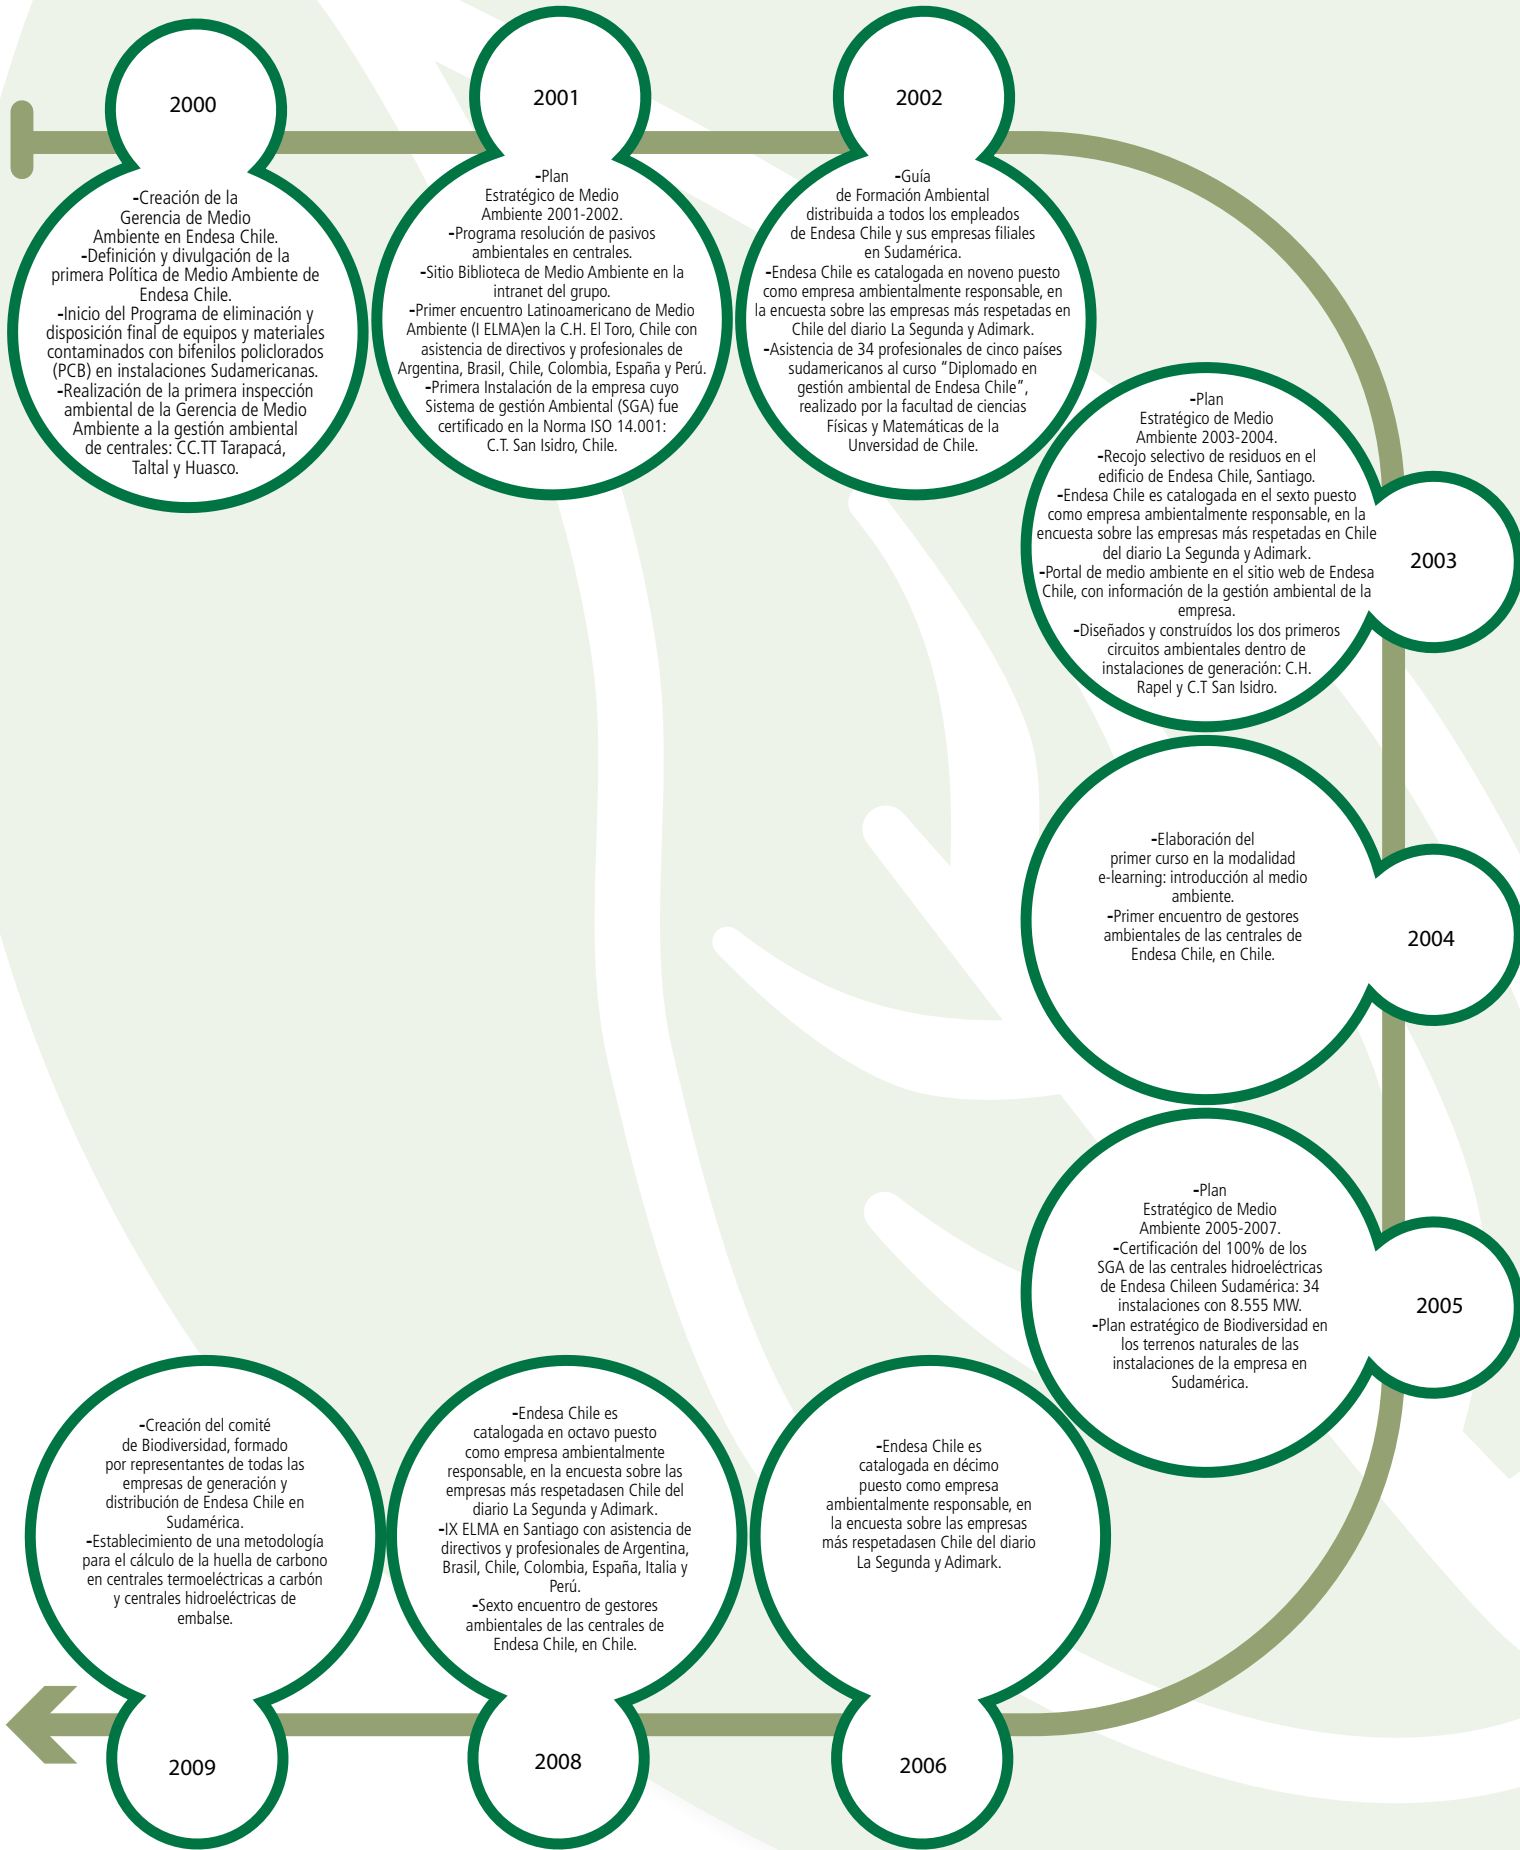 2000
-Creación de la
Gerencia de Medio
Ambiente en Endesa Chile.
-Definición y divulgación de la
primera Política de Medio Ambiente de
Endesa Chile.
-Inicio del Programa de eliminación y
disposición final de equipos y materiales
contaminados con bifenilos policlorados
(PCB) en instalaciones Sudamericanas.
-Realización de la primera inspección
ambiental de la Gerencia de Medio
Ambiente a la gestión ambiental
de centrales: CC.TT Tarapacá,
Taltal y Huasco.
2001
-Plan
Estratégico de Medio
Ambiente 2001-2002.
-Programa resolución de pasivos
ambientales en centrales.
-Sitio Biblioteca de Medio Ambiente en la
intranet del grupo.
-Primer encuentro Latinoamericano de Medio
Ambiente (I ELMA)en la C.H. El Toro, Chile con
asistencia de directivos y profesionales de
Argentina, Brasil, Chile, Colombia, España y Perú.
-Primera Instalación de la empresa cuyo
Sistema de gestión Ambiental (SGA) fue
certificado en la Norma ISO 14.001:
C.T. San Isidro, Chile.
2002
-Guía
de Formación Ambiental
distribuida a todos los empleados
de Endesa Chile y sus empresas filiales
en Sudamérica.
-Endesa Chile es catalogada en noveno puesto
como empresa ambientalmente responsable, en
la encuesta sobre las empresas más respetadas en
Chile del diario La Segunda y Adimark.
-Asistencia de 34 profesionales de cinco países
sudamericanos al curso “Diplomado en
gestión ambiental de Endesa Chile”,
realizado por la facultad de ciencias
Físicas y Matemáticas de la
Unversidad de Chile.
-Plan
Estratégico de Medio
Ambiente 2003-2004.
-Recojo selectivo de residuos en el
edificio de Endesa Chile, Santiago.
-Endesa Chile es catalogada en el sexto puesto
como empresa ambientalmente responsable, en la
encuesta sobre las empresas más respetadas en Chile
del diario La Segunda y Adimark.
-Portal de medio ambiente en el sitio web de Endesa
Chile, con información de la gestión ambiental de la
empresa.
-Diseñados y construídos los dos primeros
circuitos ambientales dentro de
instalaciones de generación: C.H.
Rapel y C.T San Isidro.
2003
-Elaboración del
primer curso en la modalidad
e-learning: introducción al medio
ambiente.
-Primer encuentro de gestores
ambientales de las centrales de
Endesa Chile, en Chile.
2004
-Plan
Estratégico de Medio
Ambiente 2005-2007.
-Certificación del 100% de los
SGA de las centrales hidroeléctricas
de Endesa Chileen Sudamérica: 34
instalaciones con 8.555 MW.
-Plan estratégico de Biodiversidad en
los terrenos naturales de las
instalaciones de la empresa en
Sudamérica.
2005
-Endesa Chile es
catalogada en décimo
puesto como empresa
ambientalmente responsable, en
la encuesta sobre las empresas
más respetadasen Chile del diario
La Segunda y Adimark.
2006
-Endesa Chile es
catalogada en octavo puesto
como empresa ambientalmente
responsable, en la encuesta sobre las
empresas más respetadasen Chile del
diario La Segunda y Adimark.
-IX ELMA en Santiago con asistencia de
directivos y profesionales de Argentina,
Brasil, Chile, Colombia, España, Italia y
Perú.
-Sexto encuentro de gestores
ambientales de las centrales de
Endesa Chile, en Chile.
2008
-Creación del comité
de Biodiversidad, formado
por representantes de todas las
empresas de generación y
distribución de Endesa Chile en
Sudamérica.
-Establecimiento de una metodología
para el cálculo de la huella de carbono
en centrales termoeléctricas a carbón
y centrales hidroeléctricas de
embalse.
2009